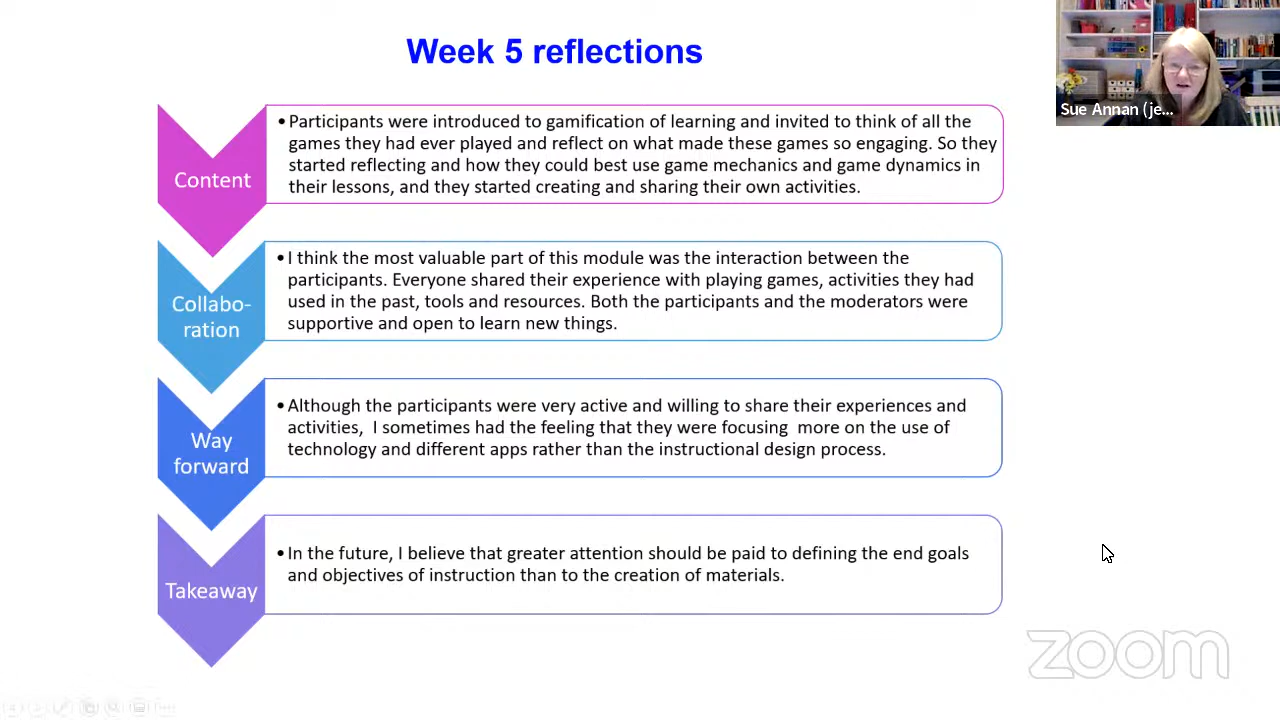 Week 5 reflections
Sue Annan (je...
Content
•Participants were introduced to gamification of learning and invited to think of all the
games they had ever played and reflect on what made these games so engaging. So they
started reflecting and how they could best use game mechanics and game dynamics in
their lessons, and they started creating and sharing their own activities.
Collabo-
ration
•I think the most valuable part of this module was the interaction between the
participants. Everyone shared their experience with playing games, activities they had
used in the past, tools and resources. Both the participants and the moderators were
supportive and open to learn new things.
Way
forward
•Although the participants were very active and willing to share their experiences and
activities,  I sometimes had the feeling that they were focusing  more on the use of
technology and different apps rather than the instructional design process.
Takeaway
•In the future, I believe that greater attention should be paid to defining the end goals
and objectives of instruction than to the creation of materials.
zoom